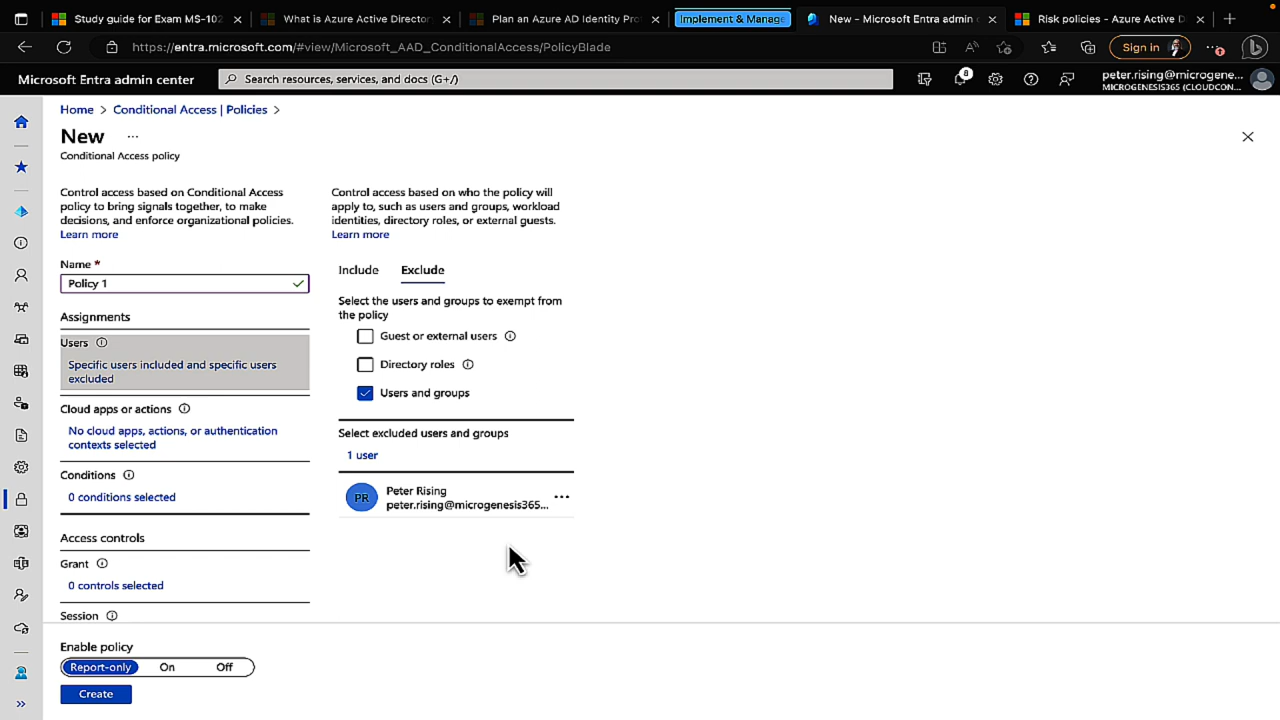 Study guide for Exam MS-102
What is Azure Active Director
Plan an Azure AD Identity Pro
Implement & Manage
New - Microsoft Entra admin c
Risk policies - Azure Active D
https://entra.microsoft.com/#view/Microsoft_AAD_ConditionalAccess/PolicyBlade
Sign in
Microsoft Entra admin center
Search resources, services, and docs (G+/)
8
peter.rising@microgene...
MICROGENESIS365 (CLOUDCON...
Home > Conditional Access | Policies >
New ...
Conditional Access policy
Control access based on Conditional Access
policy to bring signals together, to make
decisions, and enforce organizational policies.
Learn more
Name *
Policy 1
Assignments
Users
Specific users included and specific users
excluded
Cloud apps or actions
No cloud apps, actions, or authentication
contexts selected
Conditions
0 conditions selected
Access controls
Grant
0 controls selected
Session
Control access based on who the policy will
apply to, such as users and groups, workload
identities, directory roles, or external guests.
Learn more
Include Exclude
Select the users and groups to exempt from
the policy
Guest or external users
Directory roles
Users and groups
Select excluded users and groups
1 user
PR
Peter Rising
peter.rising@microgenesis365...
Enable policy
Report-only On Off
Create